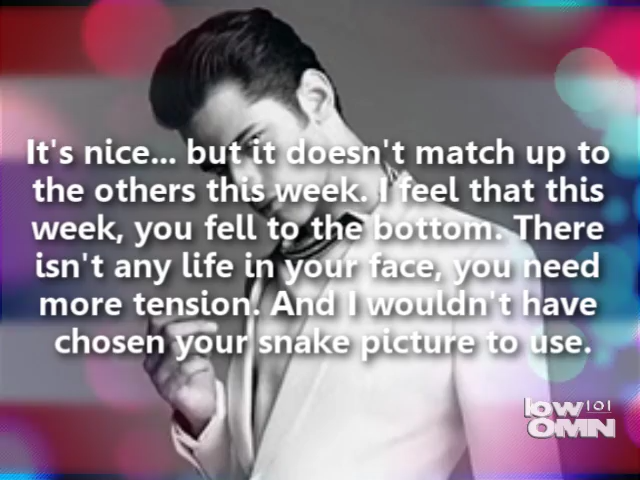 It's nice... but it doesn't match up to
the others this week. I feel that this
week, you fell to the bottom. There
isn't any life in your face, you need
more tension. And I wouldn't have
chosen your snake picture to use.
low101
OMN